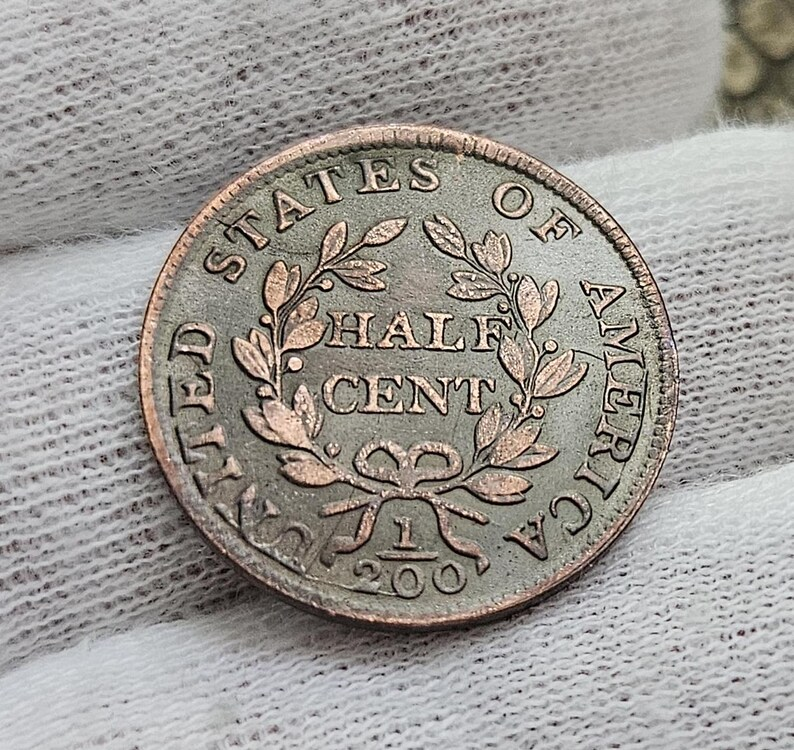 UNITED STATES OF AMERICA
HALF
CENT
1
200